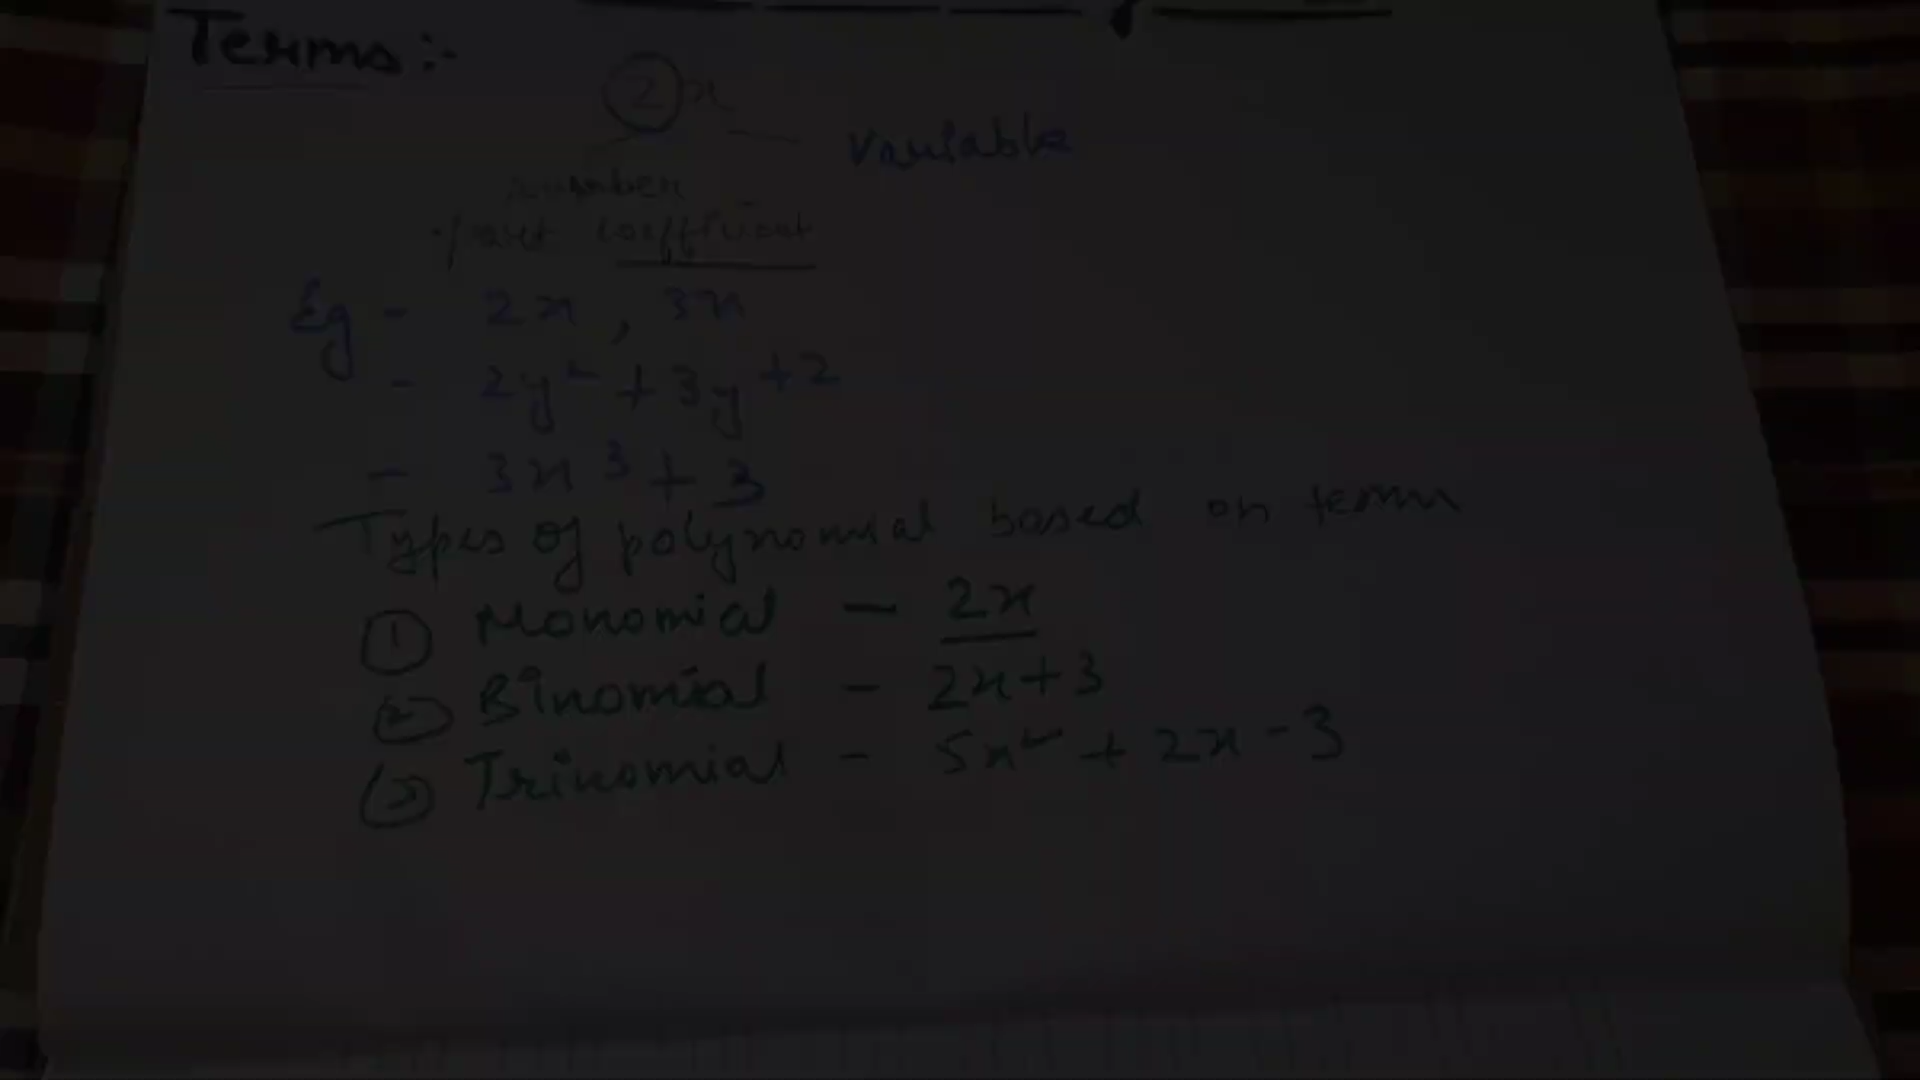 Terms :-
2x
variable
number
part coefficient
Eg - 2x , 3x
- 2y² + 3y + 2
- 3x³ + 3
Types of polynomial based on term
① Monomial - 2x
② Binomial - 2x + 3
③ Trinomial - 5x² + 2x - 3